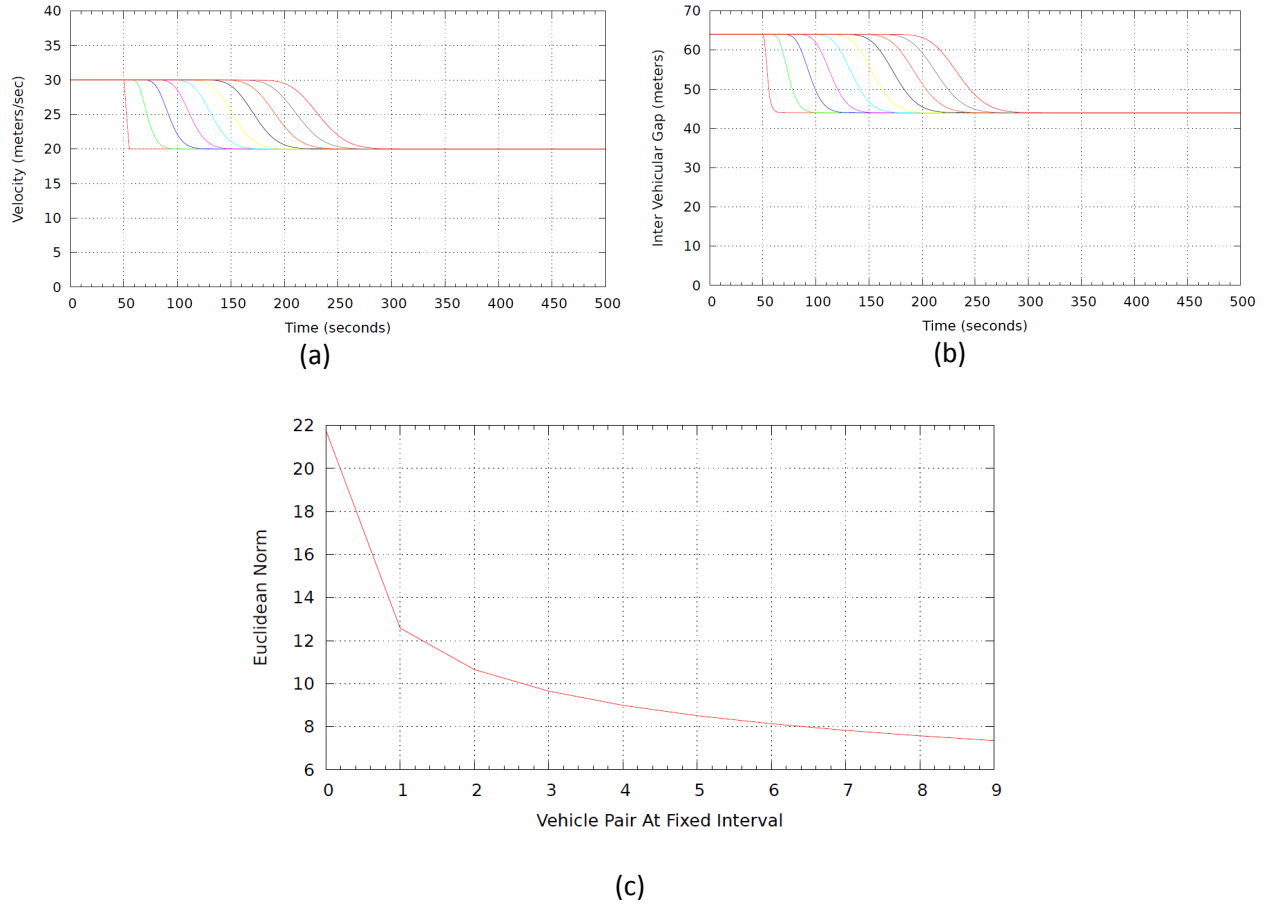 40
35
30
25
20
15
10
5
0
Velocity (meters/sec)
0 50 100 150 200 250 300 350 400 450 500
Time (seconds)
(a)
70
60
50
40
30
20
10
0
Inter Vehicular Gap (meters)
0 50 100 150 200 250 300 350 400 450 500
Time (seconds)
(b)
22
20
18
16
14
12
10
8
6
Euclidean Norm
0 1 2 3 4 5 6 7 8 9
Vehicle Pair At Fixed Interval
(c)